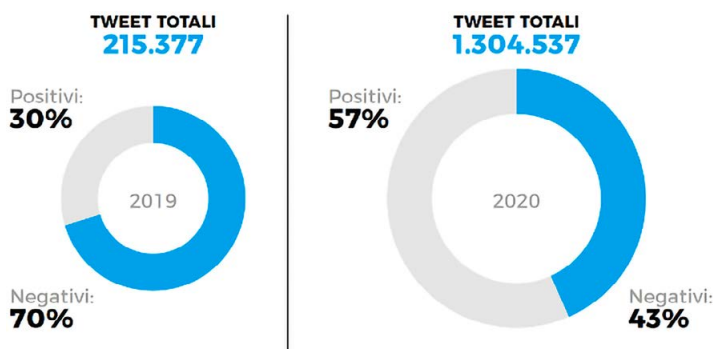 TWEET TOTALI
215.377
Positivi:
30%
2019
Negativi:
70%
TWEET TOTALI
1.304.537
Positivi:
57%
2020
Negativi:
43%